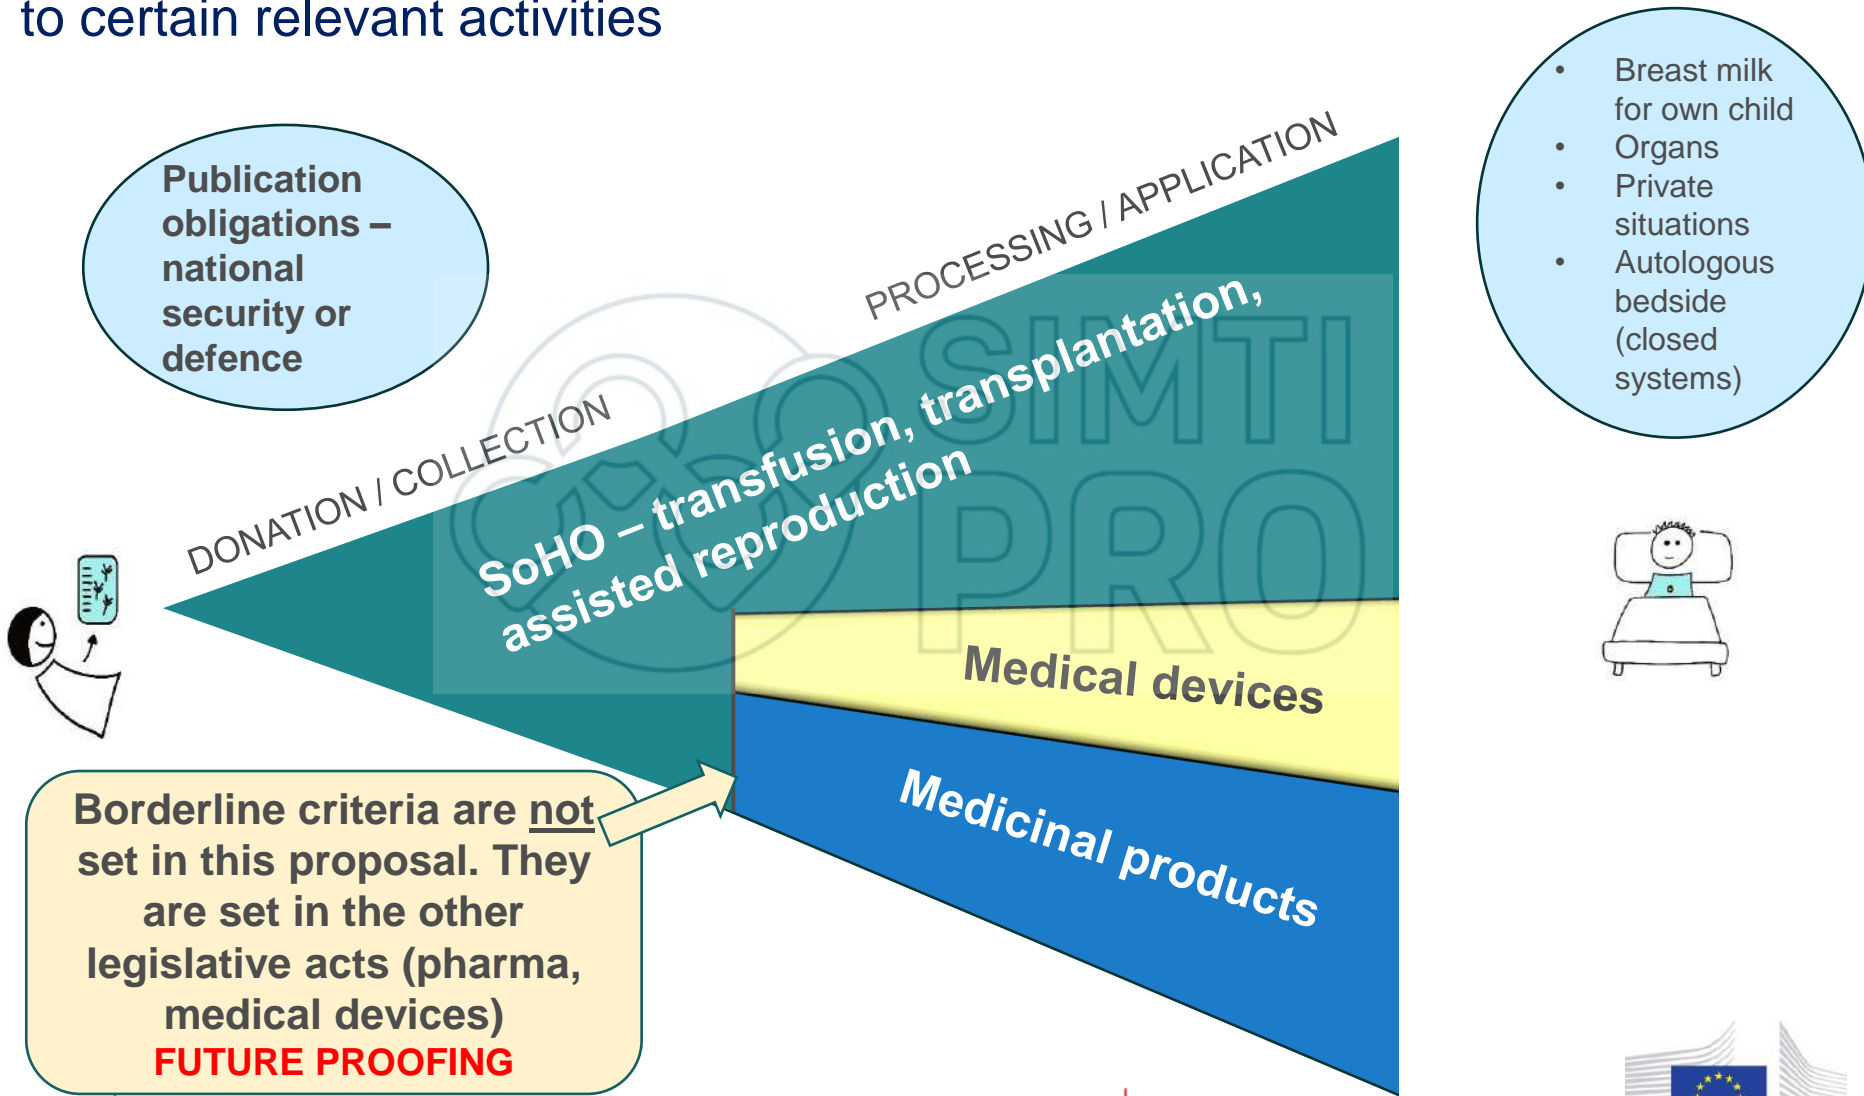 to certain relevant activities
Publication
obligations –
national
security or
defence
• Breast milk
for own child
• Organs
• Private
situations
• Autologous
bedside
(closed
systems)
DONATION / COLLECTION
PROCESSING / APPLICATION
SoHO – transfusion, transplantation,
assisted reproduction
SIMTI
PRO
Medical devices
Medicinal products
Borderline criteria are not
set in this proposal. They
are set in the other
legislative acts (pharma,
medical devices)
FUTURE PROOFING